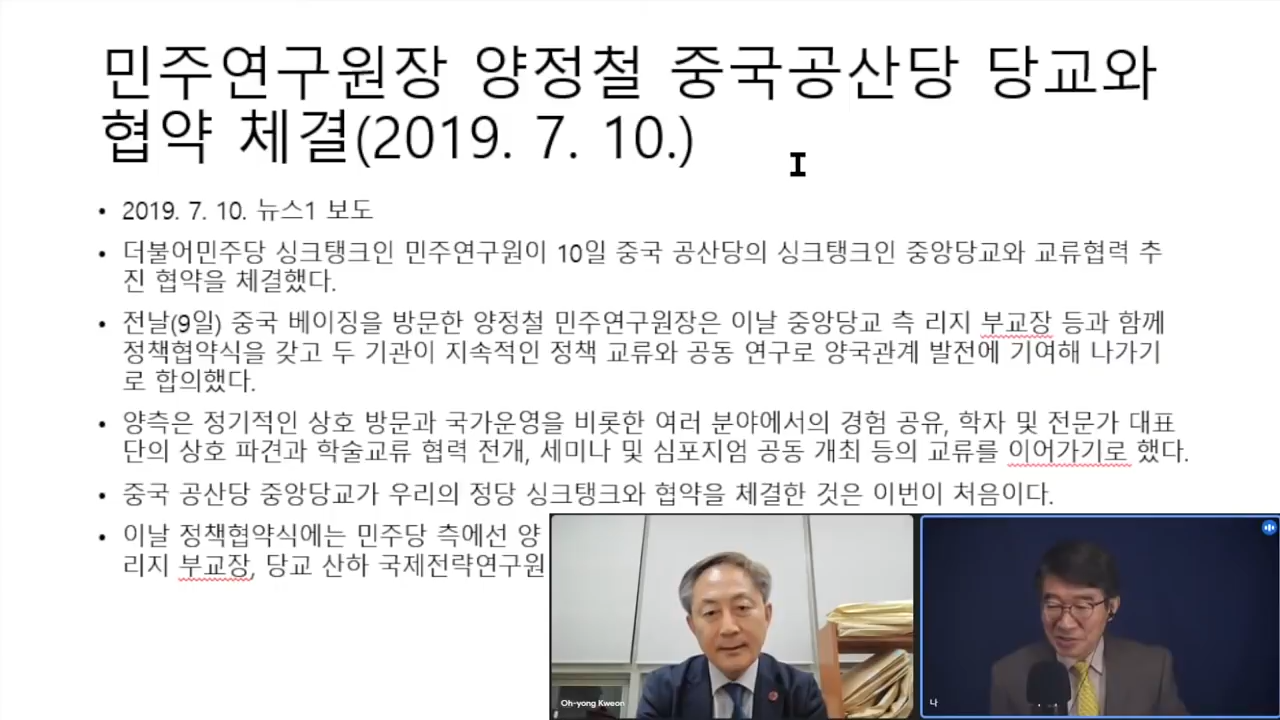 민주연구원장 양정철 중국공산당 당교와
협약 체결(2019. 7. 10.)
• 2019. 7. 10. 뉴스1 보도
• 더불어민주당 싱크탱크인 민주연구원이 10일 중국 공산당의 싱크탱크인 중앙당교와 교류협력 추
진 협약을 체결했다.
• 전날(9일) 중국 베이징을 방문한 양정철 민주연구원장은 이날 중앙당교 측 리지 부교장 등과 함께
정책협약식을 갖고 두 기관이 지속적인 정책 교류와 공동 연구로 양국관계 발전에 기여해 나가기
로 합의했다.
• 양측은 정기적인 상호 방문과 국가운영을 비롯한 여러 분야에서의 경험 공유, 학자 및 전문가 대표
단의 상호 파견과 학술교류 협력 전개, 세미나 및 심포지엄 공동 개최 등의 교류를 이어가기로 했다.
• 중국 공산당 중앙당교가 우리의 정당 싱크탱크와 협약을 체결한 것은 이번이 처음이다.
• 이날 정책협약식에는 민주당 측에선 양
리지 부교장, 당교 산하 국제전략연구원
Oh-yong Kweon
나